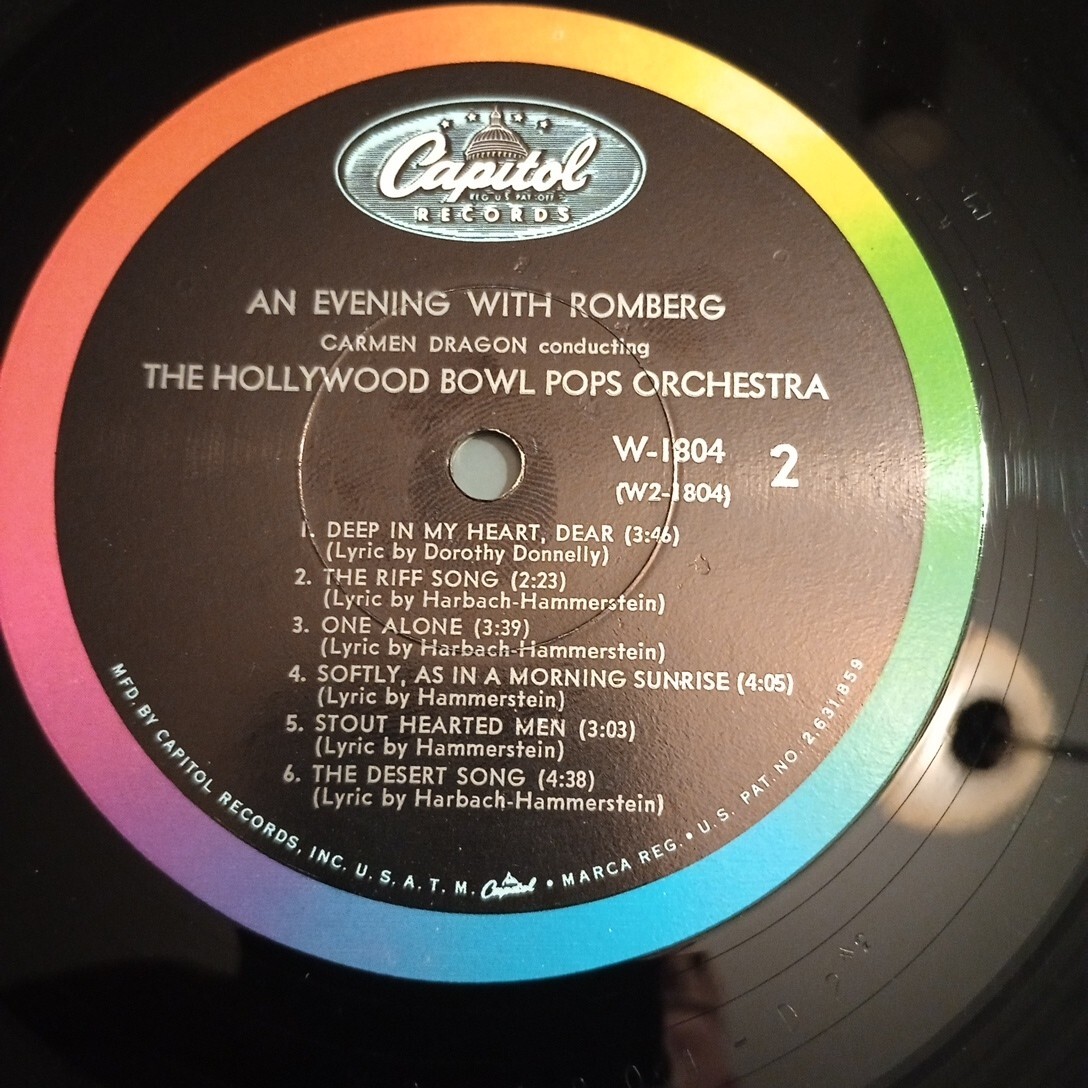 Capitol
REG. U.S. PAT. OFF.
RECORDS
AN EVENING WITH ROMBERG
CARMEN DRAGON conducting
THE HOLLYWOOD BOWL POPS ORCHESTRA
W-1804
2
(W2-1804)
1. DEEP IN MY HEART, DEAR (3:46)
(Lyric by Dorothy Donnelly)
2. THE RIFF SONG (2:23)
(Lyric by Harbach-Hammerstein)
3. ONE ALONE (3:39)
(Lyric by Harbach-Hammerstein)
4. SOFTLY, AS IN A MORNING SUNRISE (4:05)
(Lyric by Hammerstein)
5. STOUT HEARTED MEN (3:03)
(Lyric by Hammerstein)
6. THE DESERT SONG (4:38)
(Lyric by Harbach-Hammerstein)
MFD. BY CAPITOL RECORDS, INC. U.S.A. T.M. Capitol • MARCA REG. • U.S. PAT. NO. 2,631,859